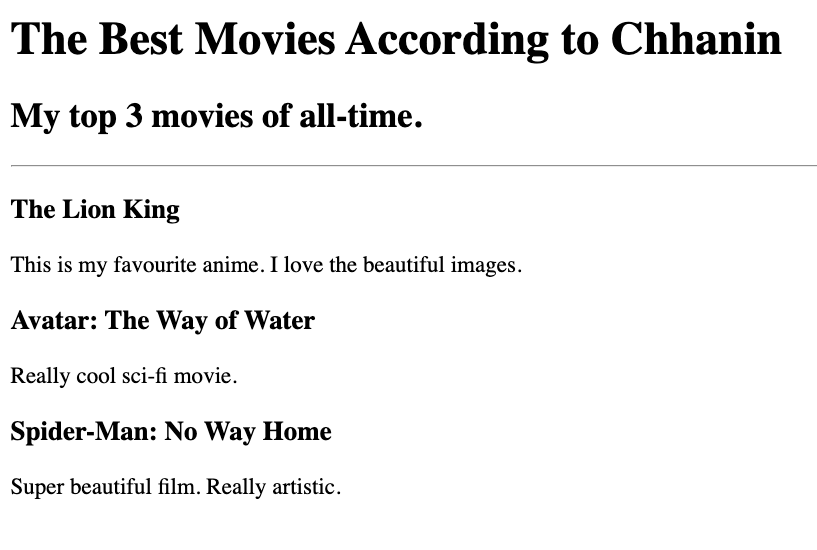 The Best Movies According to Chhanin
My top 3 movies of all-time.
The Lion King
This is my favourite anime. I love the beautiful images.
Avatar: The Way of Water
Really cool sci-fi movie.
Spider-Man: No Way Home
Super beautiful film. Really artistic.